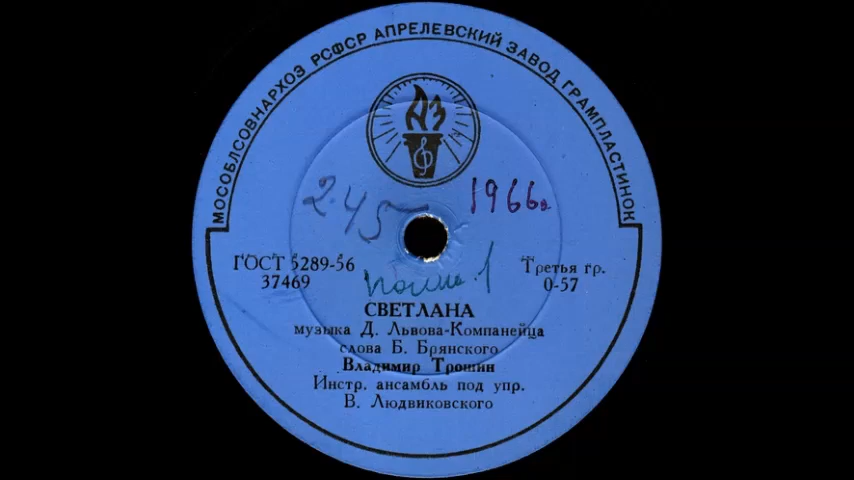 МОСОБЛСОВНАРХОЗ РСФСР АПРЕЛЕВСКИЙ ЗАВОД ГРАМПЛАСТИНОК
АЗ
2.45
1966г
ГОСТ 5289-56
37469
Третья гр.
0-57
СВЕТЛАНА
музыка Д. Львова-Компанейца
слова Б. Брянского
Владимир Трошин
Инстр. ансамбль под упр.
В. Людвиковского